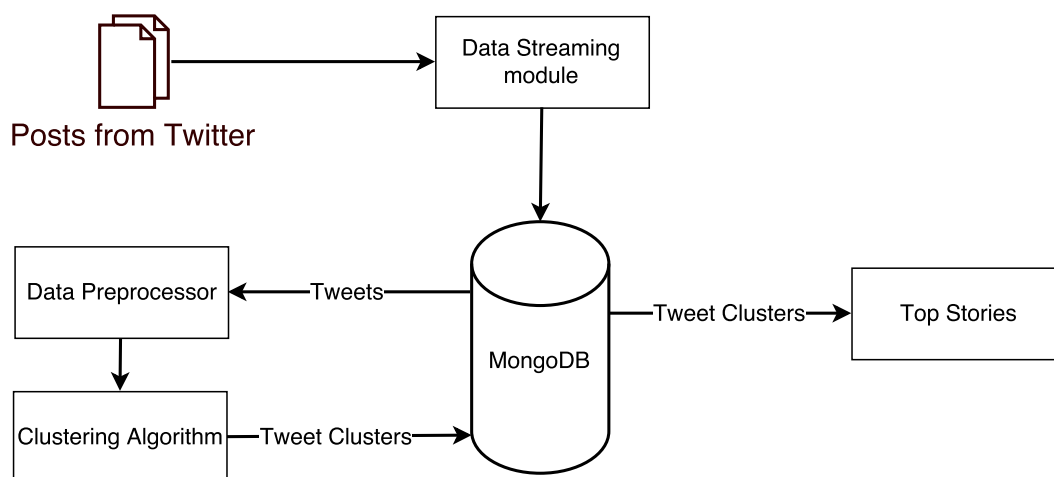 Data Streaming
module
Posts from Twitter
Data Preprocessor
Tweets
Tweet Clusters
Top Stories
MongoDB
Clustering Algorithm
Tweet Clusters